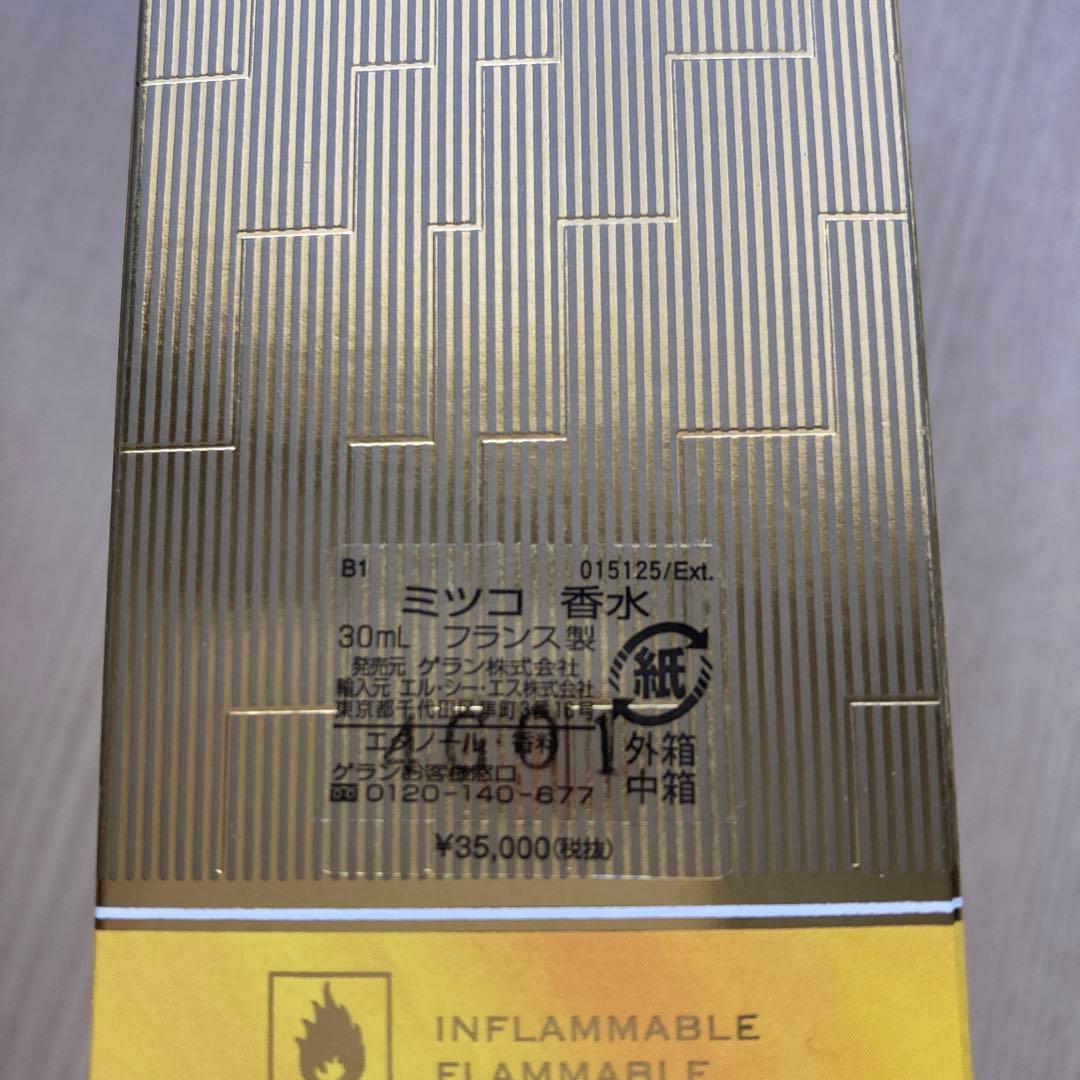 B1 015125/Ext.
ミツコ 香水
30mL フランス製
発売元 ゲラン株式会社
輸入元 エル・シー・エス株式会社
東京都千代田区隼町3番16号
紙
エタノール・香料
4G01
外箱
ゲランお客様窓口
中箱
0120-140-677
¥35,000(税抜)
INFLAMMABLE
FLAMMABLE